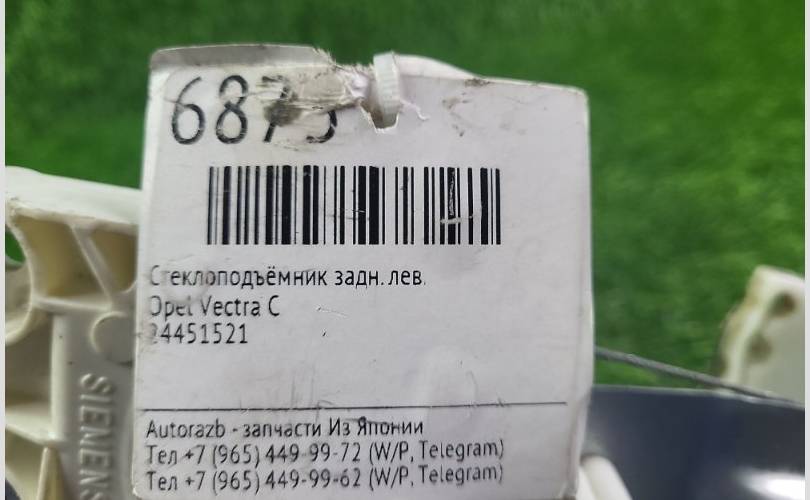 6873
Стеклоподъёмник задн. лев.
Opel Vectra C
24451521
Autorazb - запчасти Из Японии
Тел +7 (965) 449-99-72 (W/P, Telegram)
Тел +7 (965) 449-99-62 (W/P, Telegram)
SIEMENS